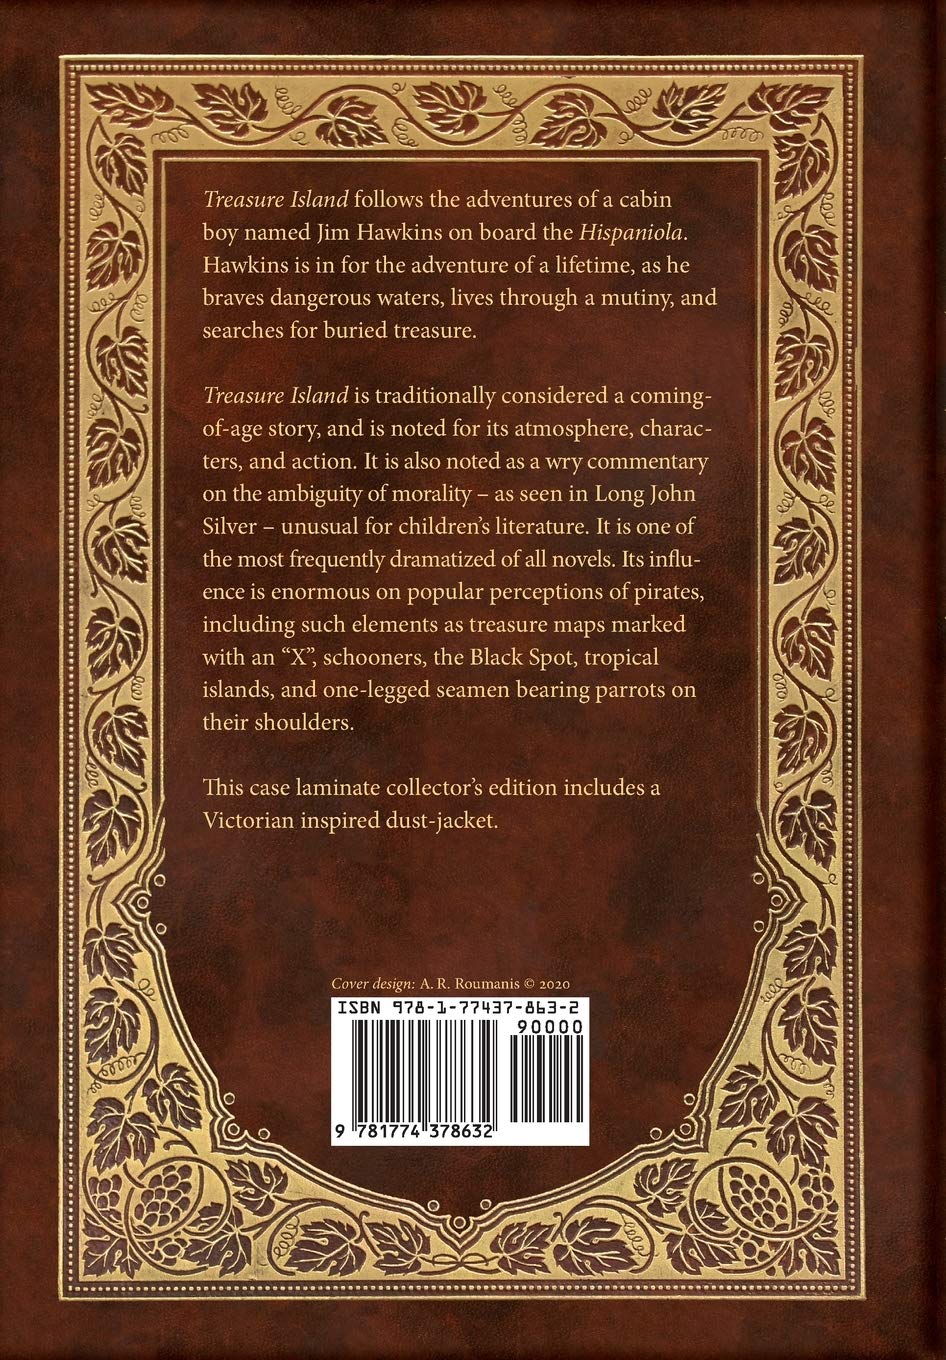 Treasure Island follows the adventures of a cabin
boy named Jim Hawkins on board the Hispaniola.
Hawkins is in for the adventure of a lifetime, as he
braves dangerous waters, lives through a mutiny, and
searches for buried treasure.
Treasure Island is traditionally considered a coming-
of-age story, and is noted for its atmosphere, charac-
ters, and action. It is also noted as a wry commentary
on the ambiguity of morality – as seen in Long John
Silver – unusual for children’s literature. It is one of
the most frequently dramatized of all novels. Its influ-
ence is enormous on popular perceptions of pirates,
including such elements as treasure maps marked
with an “X”, schooners, the Black Spot, tropical
islands, and one-legged seamen bearing parrots on
their shoulders.
This case laminate collector’s edition includes a
Victorian inspired dust-jacket.
Cover design: A. R. Roumanis © 2020
ISBN 978-1-77437-863-2
90000
9 781774 378632